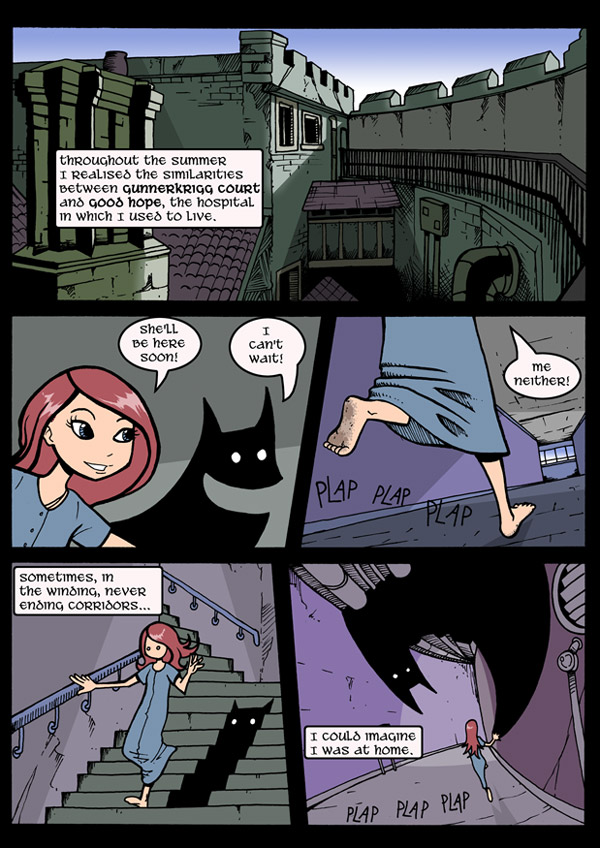 throughout the summer
I realised the similarities
between gunnerkrigg court
and good hope, the hospital
in which I used to live.
she'll
be here
soon!
I
can't
wait!
me
neither!
PLAP PLAP PLAP
sometimes, in
the winding, never
ending corridors...
I could imagine
I was at home.
PLAP PLAP PLAP